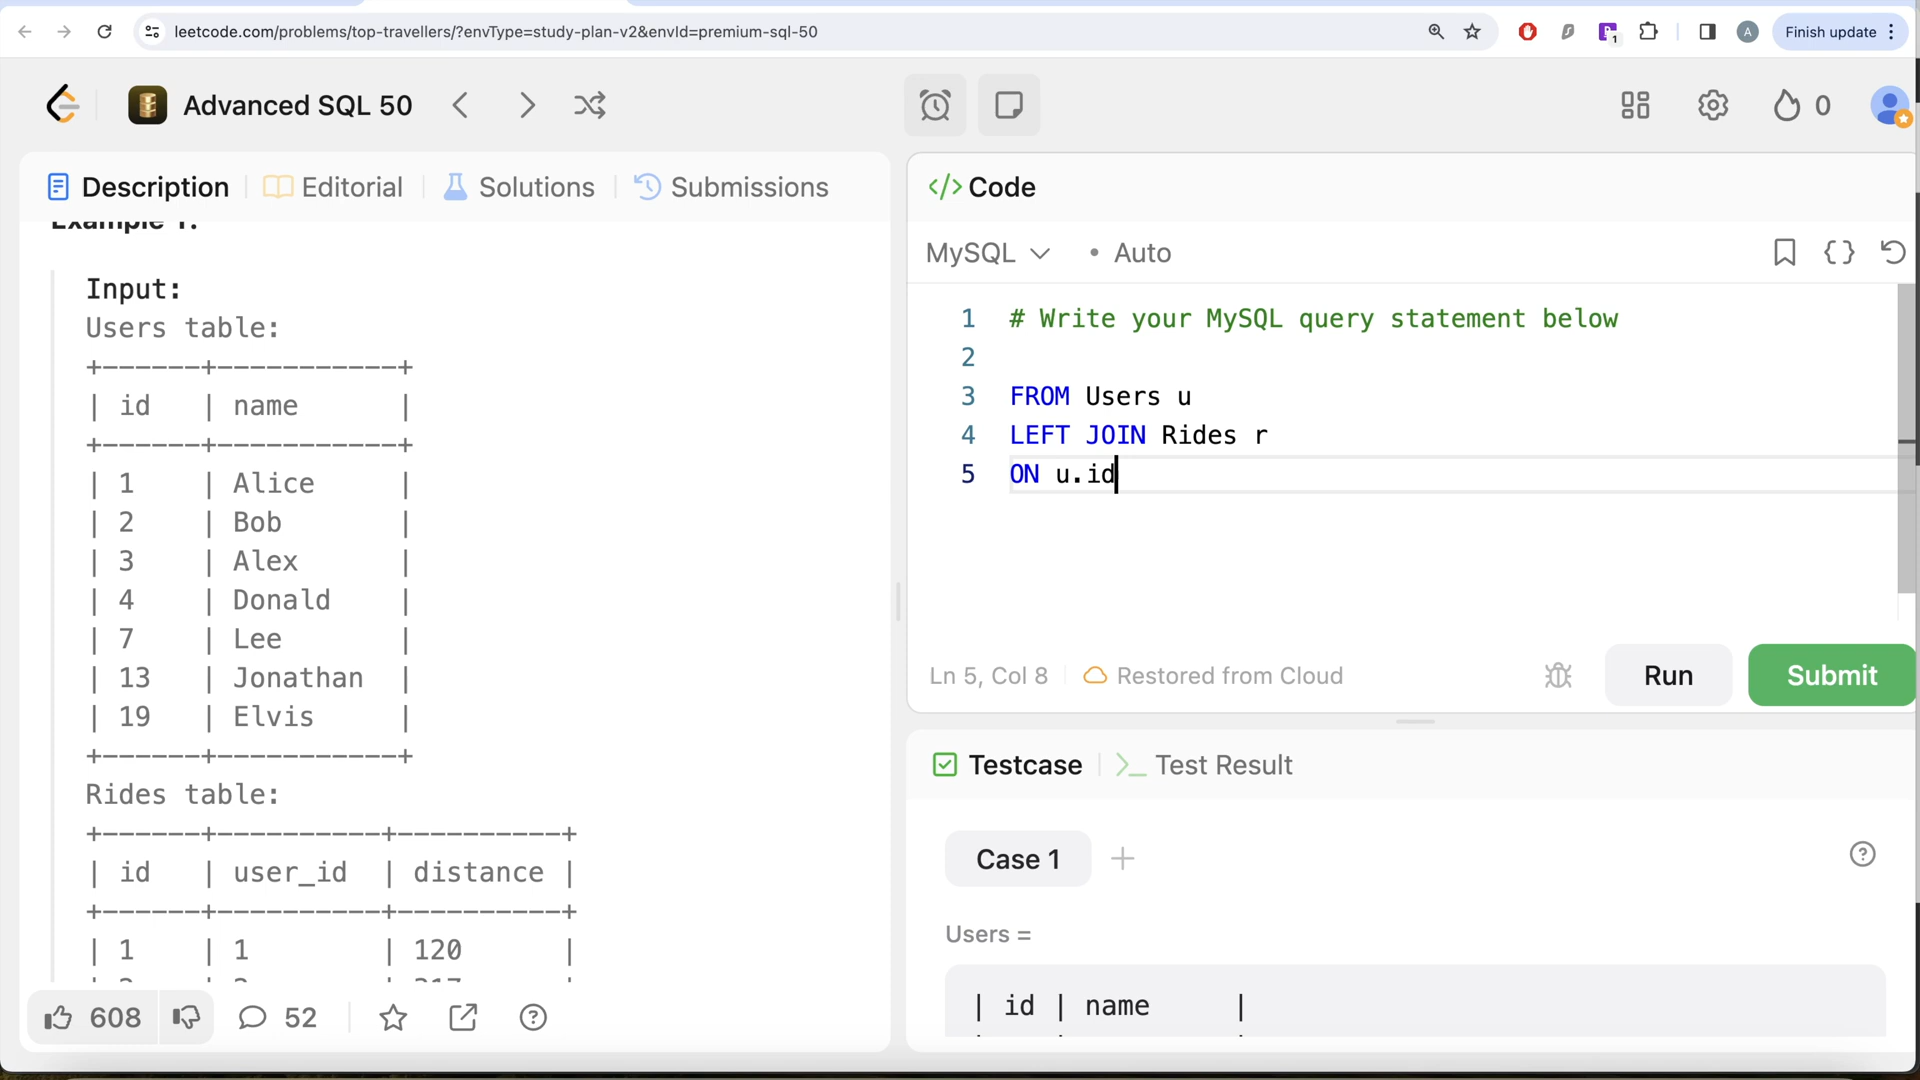 leetcode.com/problems/top-travellers/?envType=study-plan-v2&envId=premium-sql-50
1
A
Finish update
Advanced SQL 50
0
Description
Editorial
Solutions
Submissions
Example 1:
Input:
Users table:
+------+-----------+
| id   | name      |
+------+-----------+
| 1    | Alice     |
| 2    | Bob       |
| 3    | Alex      |
| 4    | Donald    |
| 7    | Lee       |
| 13   | Jonathan  |
| 19   | Elvis     |
+------+-----------+
Rides table:
+------+----------+----------+
| id   | user_id  | distance |
+------+----------+----------+
| 1    | 1        | 120      |
608
52
</> Code
MySQL
• Auto
1 # Write your MySQL query statement below
2
3 FROM Users u
4 LEFT JOIN Rides r
5 ON u.id
Ln 5, Col 8
Restored from Cloud
Run
Submit
Testcase
Test Result
Case 1
Users =
| id | name     |